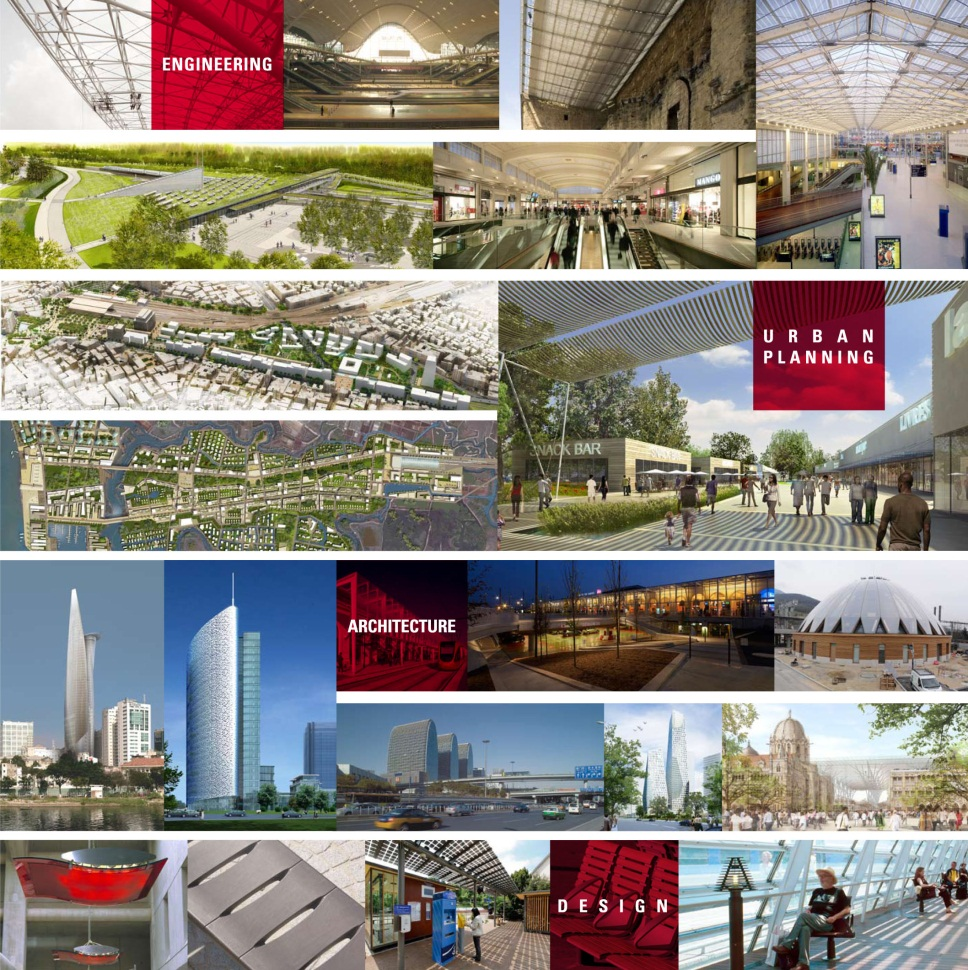 ENGINEERING
MANGO
URBAN
PLANNING
SNACK BAR
ARCHITECTURE
DESIGN